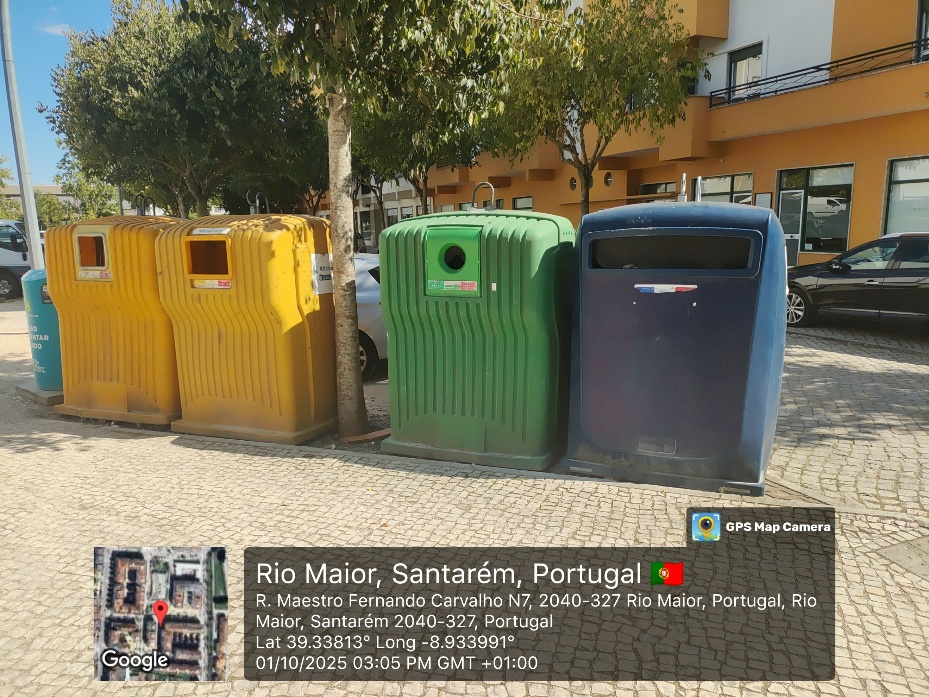 GPS Map Camera
Rio Maior, Santarém, Portugal
R. Maestro Fernando Carvalho N7, 2040-327 Rio Maior, Portugal, Rio
Maior, Santarém 2040-327, Portugal
Lat 39.33813° Long -8.933991°
01/10/2025 03:05 PM GMT +01:00
Google